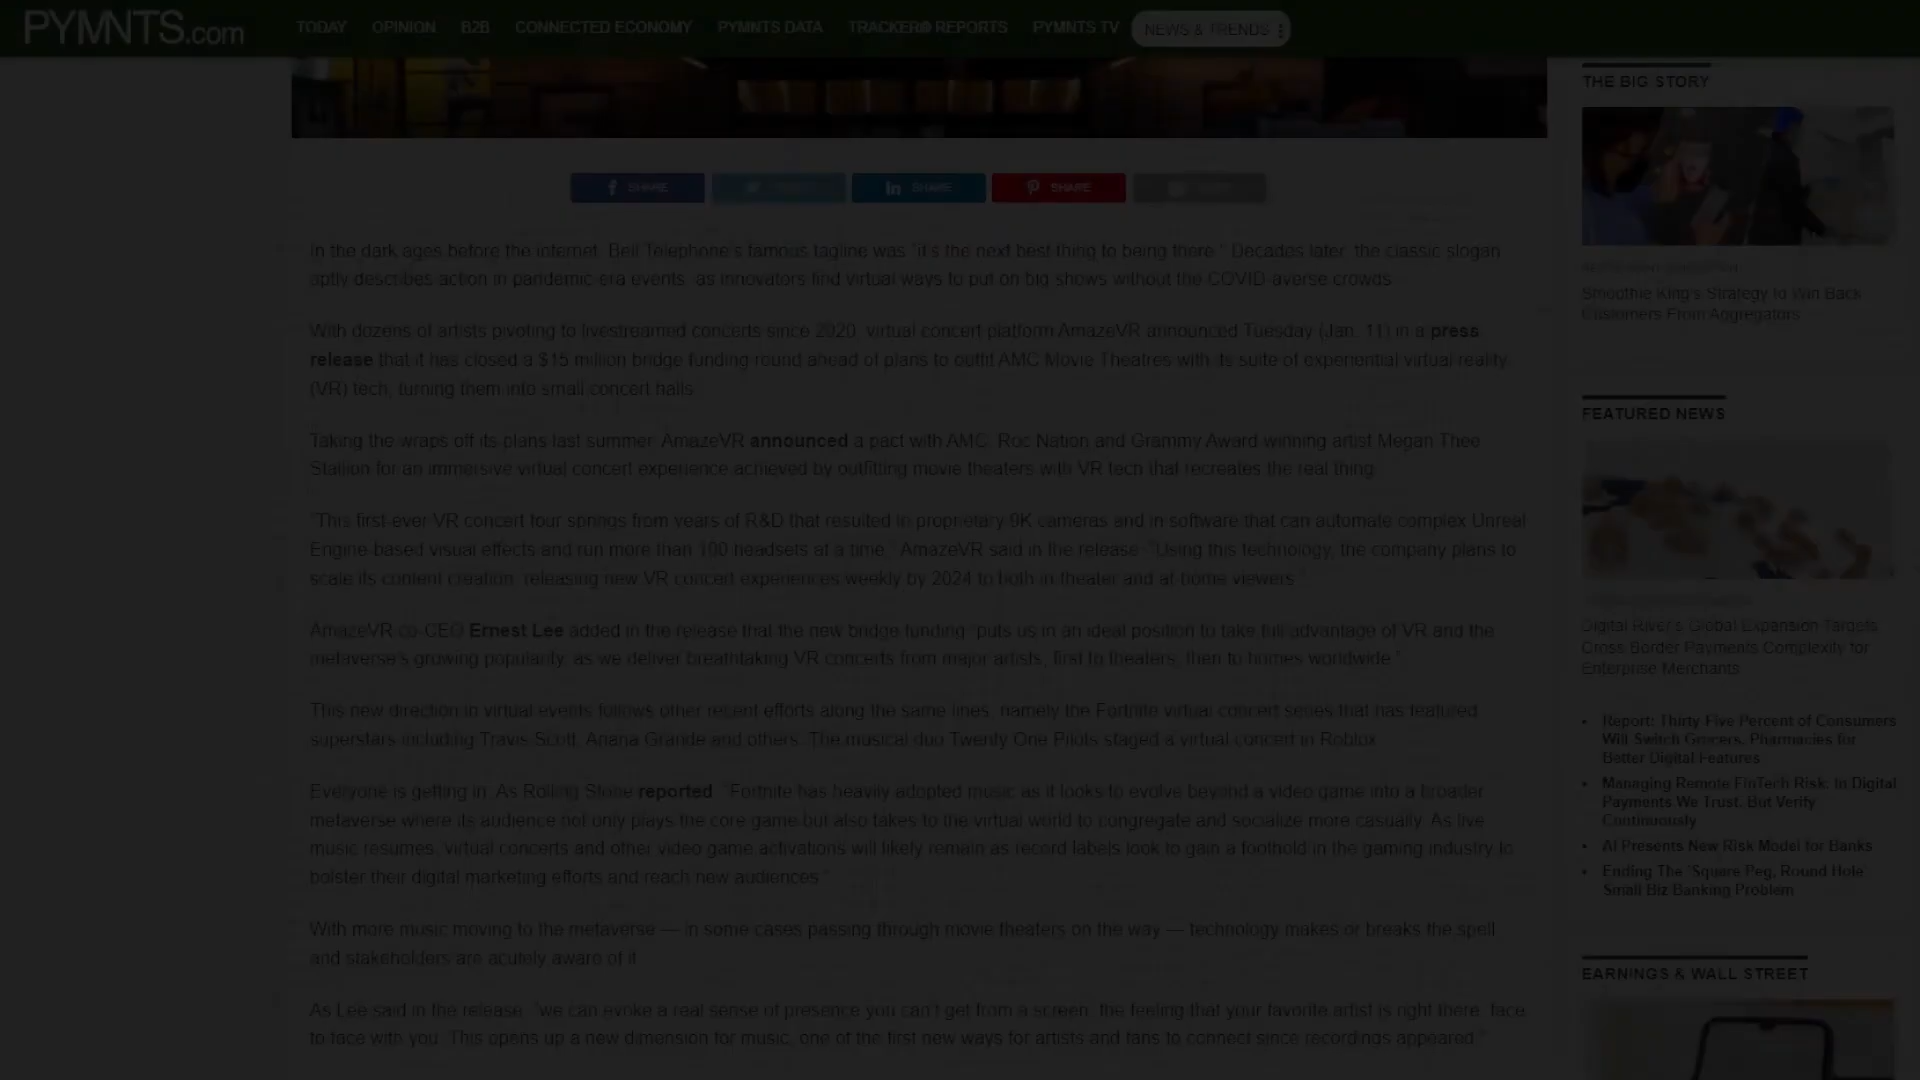 PYMNTS.com
TODAY OPINION B2B CONNECTED ECONOMY PYMNTS DATA TRACKER® REPORTS PYMNTS TV NEWS & TRENDS
SHARE SHARE SHARE
In the dark ages before the internet, Bell Telephone's famous tagline was "it's the next best thing to being there." Decades later, the classic slogan
aptly describes action in pandemic-era events, as innovators find virtual ways to put on big shows without the COVID-averse crowds.
With dozens of artists pivoting to livestreamed concerts since 2020, virtual concert platform AmazeVR announced Tuesday (Jan. 11) in a press
release that it has closed a $15 million bridge funding round ahead of plans to outfit AMC Movie Theatres with its suite of experiential virtual reality
(VR) tech, turning them into small concert halls.
Taking the wraps off its plans last summer, AmazeVR announced a pact with AMC, Roc Nation and Grammy Award-winning artist Megan Thee
Stallion for an immersive virtual concert experience achieved by outfitting movie theaters with VR tech that recreates the real thing.
"This first-ever VR concert tour springs from years of R&D that resulted in proprietary 9K cameras and in software that can automate complex Unreal
Engine-based visual effects and run more than 100 headsets at a time," AmazeVR said in the release. "Using this technology, the company plans to
scale its content creation, releasing new VR concert experiences weekly by 2024 to both in-theater and at-home viewers."
AmazeVR co-CEO Ernest Lee added in the release that the new bridge funding "puts us in an ideal position to take full advantage of VR and the
metaverse's growing popularity, as we deliver breathtaking VR concerts from major artists, first to theaters, then to homes worldwide."
This new direction in virtual events follows other recent efforts along the same lines, namely the Fortnite virtual concert series that has featured
superstars including Travis Scott, Ariana Grande and others. The musical duo Twenty One Pilots staged a virtual concert in Roblox.
Everyone is getting in. As Rolling Stone reported, "Fortnite has heavily adopted music as it looks to evolve beyond a video game into a broader
metaverse where its audience not only plays the core game but also takes to the virtual world to congregate and socialize more casually. As live
music resumes, virtual concerts and other video game activations will likely remain as record labels look to gain a foothold in the gaming industry to
bolster their digital marketing efforts and reach new audiences."
With more music moving to the metaverse — in some cases passing through movie theaters on the way — technology makes or breaks the spell
and stakeholders are acutely aware of it.
As Lee said in the release, "we can evoke a real sense of presence you can't get from a screen, the feeling that your favorite artist is right there, face
to face with you. This opens up a new dimension for music, one of the first new ways for artists and fans to connect since recordings appeared."
THE BIG STORY
Smoothie King's Strategy to Win Back
Customers From Aggregators
FEATURED NEWS
Digital River's Global Expansion Targets
Cross-Border Payments Complexity for
Enterprise Merchants
Report: Thirty-Five Percent of Consumers
Will Switch Grocers, Pharmacies for
Better Digital Features
Managing Remote FinTech Risk: In Digital
Payments We Trust, But Verify
Continuously
AI Presents New Risk Model for Banks
Ending The 'Square Peg, Round Hole'
Small Biz Banking Problem
EARNINGS & WALL STREET